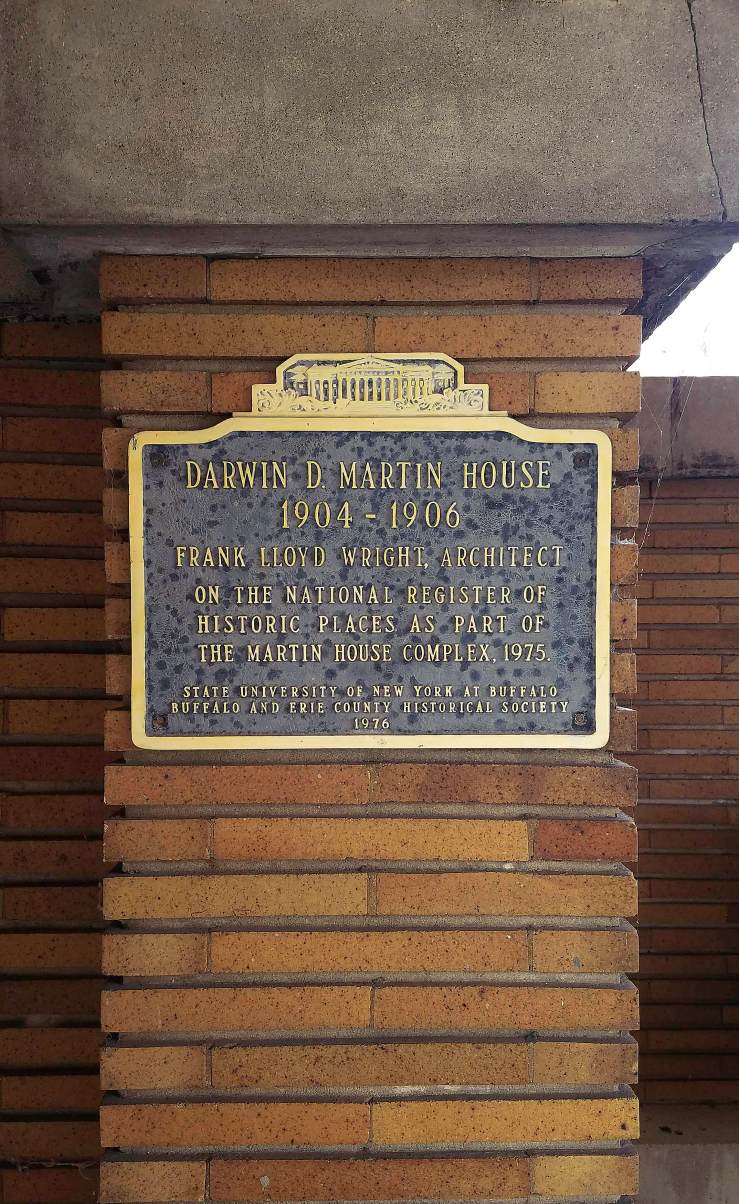 DARWIN D. MARTIN HOUSE
1904 - 1906
FRANK LLOYD WRIGHT, ARCHITECT
ON THE NATIONAL REGISTER OF
HISTORIC PLACES AS PART OF
THE MARTIN HOUSE COMPLEX, 1975.
STATE UNIVERSITY OF NEW YORK AT BUFFALO
BUFFALO AND ERIE COUNTY HISTORICAL SOCIETY
1976